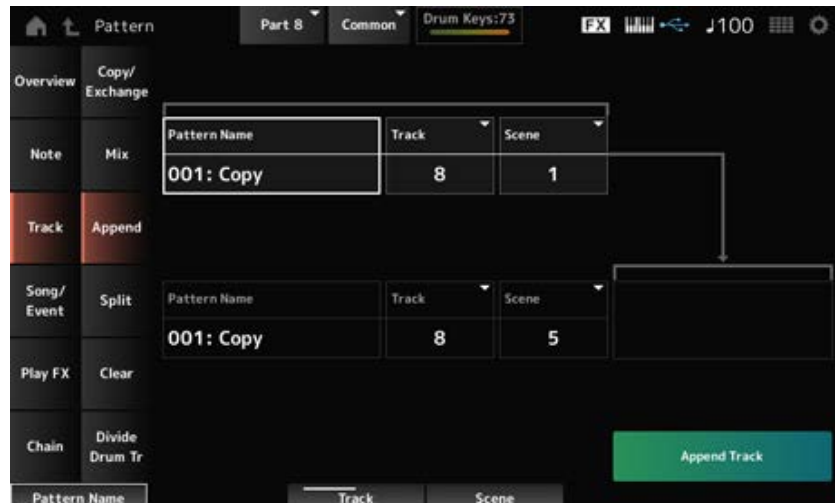 Pattern
Part 8
Common
Drum Keys:73
FX
♩100
Overview
Copy/
Exchange
Note
Mix
Track
Append
Song/
Event
Split
Play FX
Clear
Chain
Divide
Drum Tr
Pattern Name
Track
Scene
001: Copy
8
1
Pattern Name
Track
Scene
001: Copy
8
5
Append Track
Pattern Name
Track
Scene